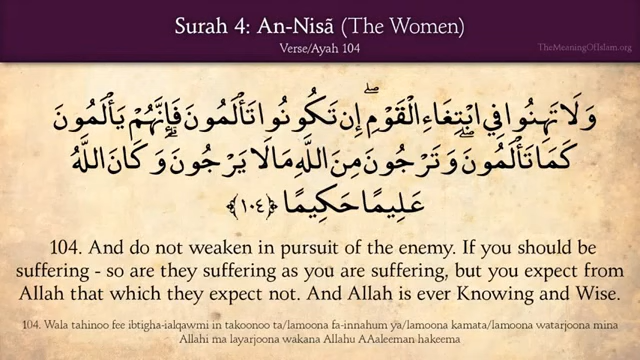 Surah 4: An-Nisã (The Women)
Verse/Ayah 104
TheMeaningOfIslam.org
وَلَا تَهِنُوا فِي ابْتِغَاءِ الْقَوْمِ ۖ إِن تَكُونُوا تَأْلَمُونَ فَإِنَّهُمْ يَأْلَمُونَ
كَمَا تَأْلَمُونَ ۖ وَتَرْجُونَ مِنَ اللَّهِ مَا لَا يَرْجُونَ ۗ وَكَانَ اللَّهُ
عَلِيمًا حَكِيمًا ﴿١٠٤﴾
104. And do not weaken in pursuit of the enemy. If you should be
suffering - so are they suffering as you are suffering, but you expect from
Allah that which they expect not. And Allah is ever Knowing and Wise.
104. Wala tahinoo fee ibtigha-ialqawmi in takoonoo ta/lamoona fa-innahum ya/lamoona kamata/lamoona watarjoona mina
Allahi ma layarjoona wakana Allahu AAaleeman hakeema